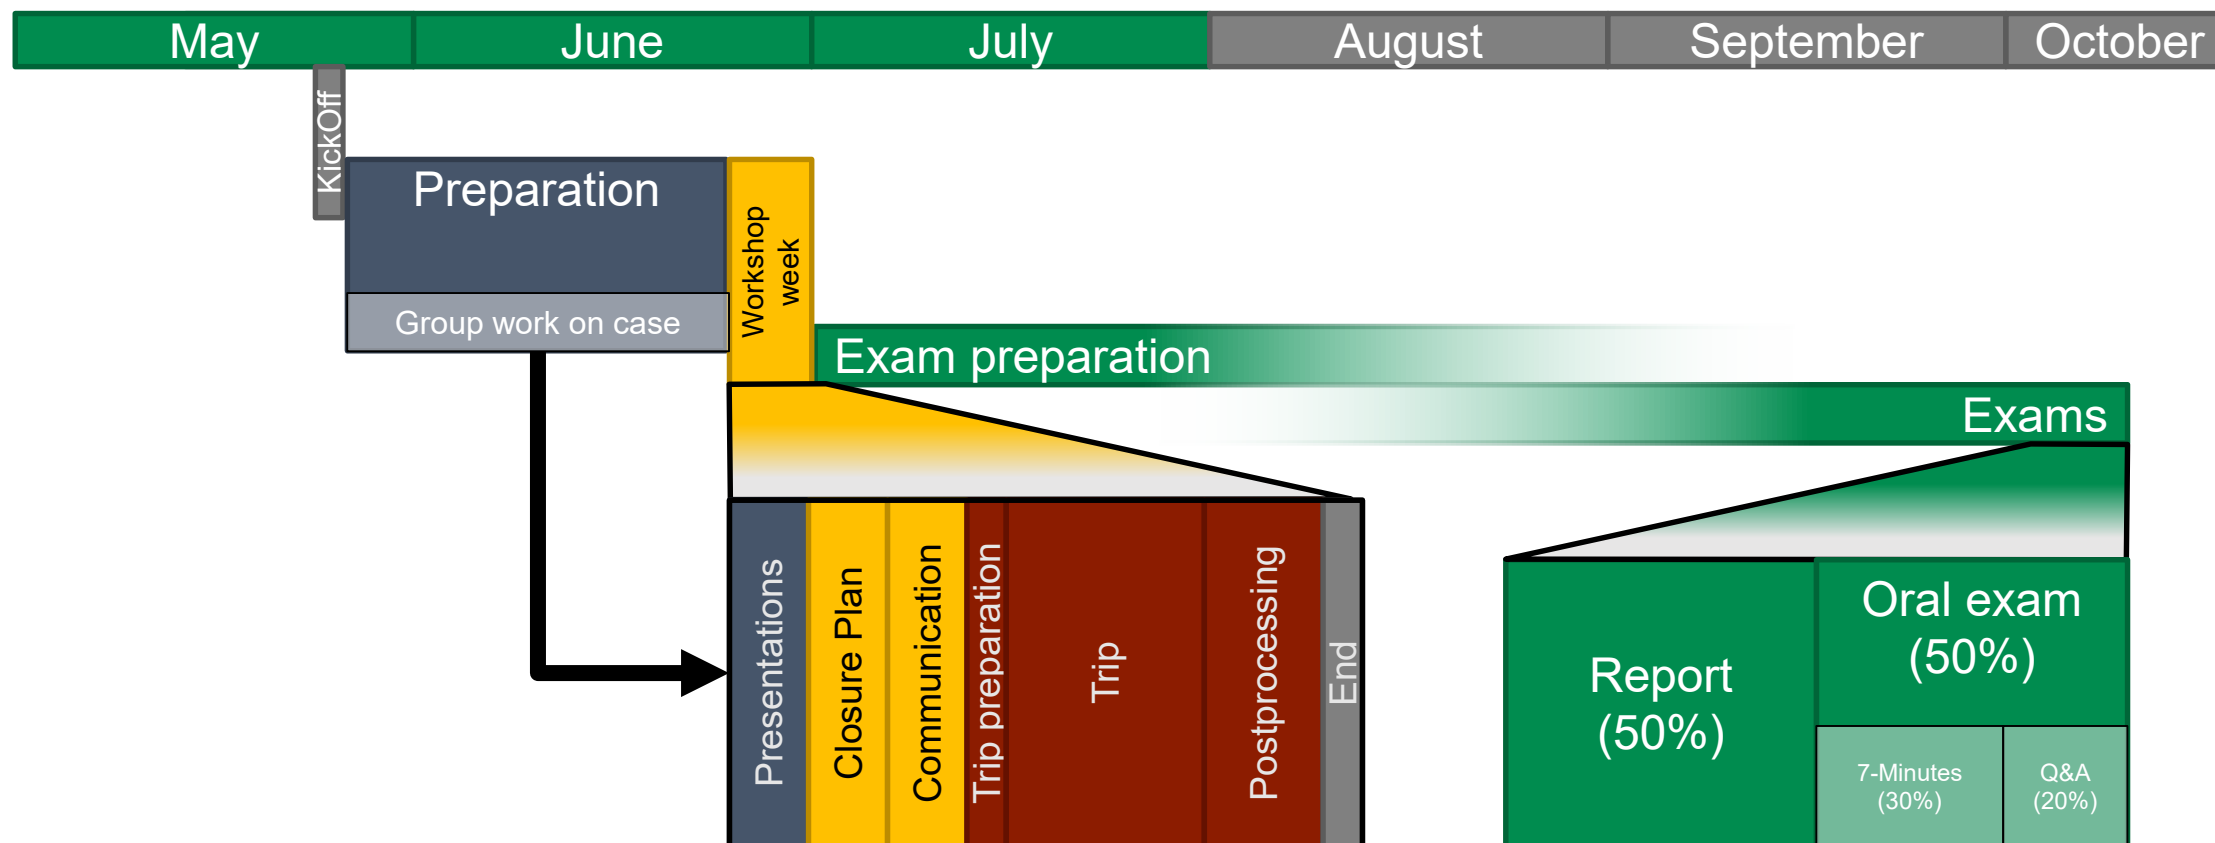 May
June
July
August
September
October
KickOff
Preparation
Group work on case
Workshop
week
Exam preparation
Exams
Presentations
Closure Plan
Communication
Trip preparation
Trip
Postprocessing
End
Report
(50%)
Oral exam
(50%)
7-Minutes
(30%)
Q&A
(20%)